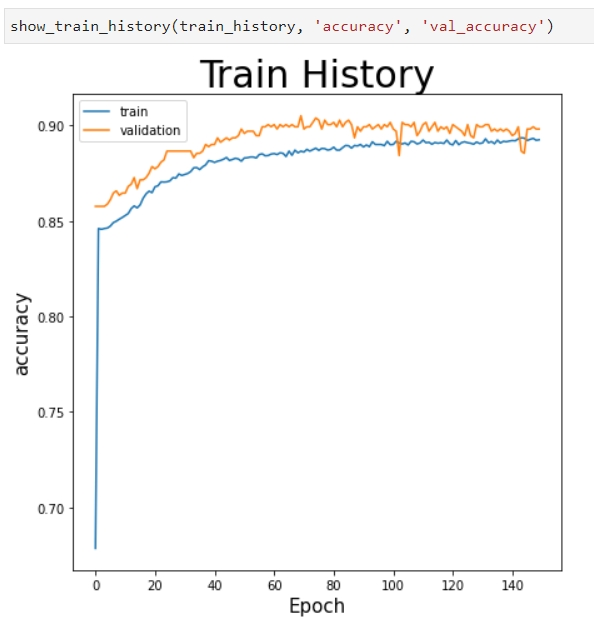 show_train_history(train_history, 'accuracy', 'val_accuracy')
Train History
train
validation
0.90
0.85
0.80
0.75
0.70
accuracy
0 20 40 60 80 100 120 140
Epoch